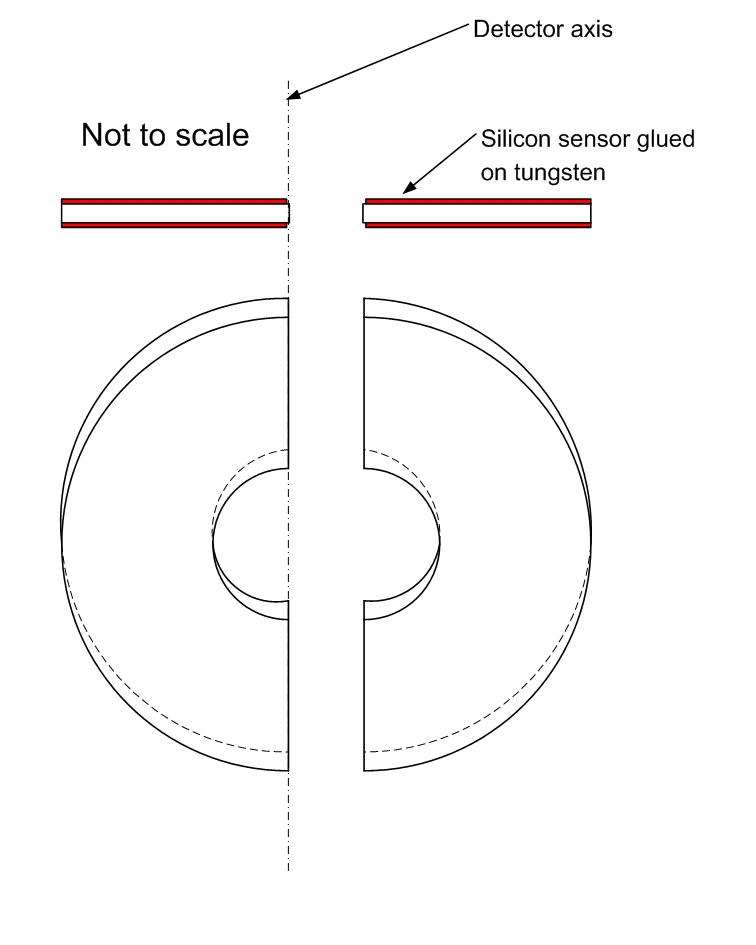 Detector axis
Not to scale
Silicon sensor glued
on tungsten